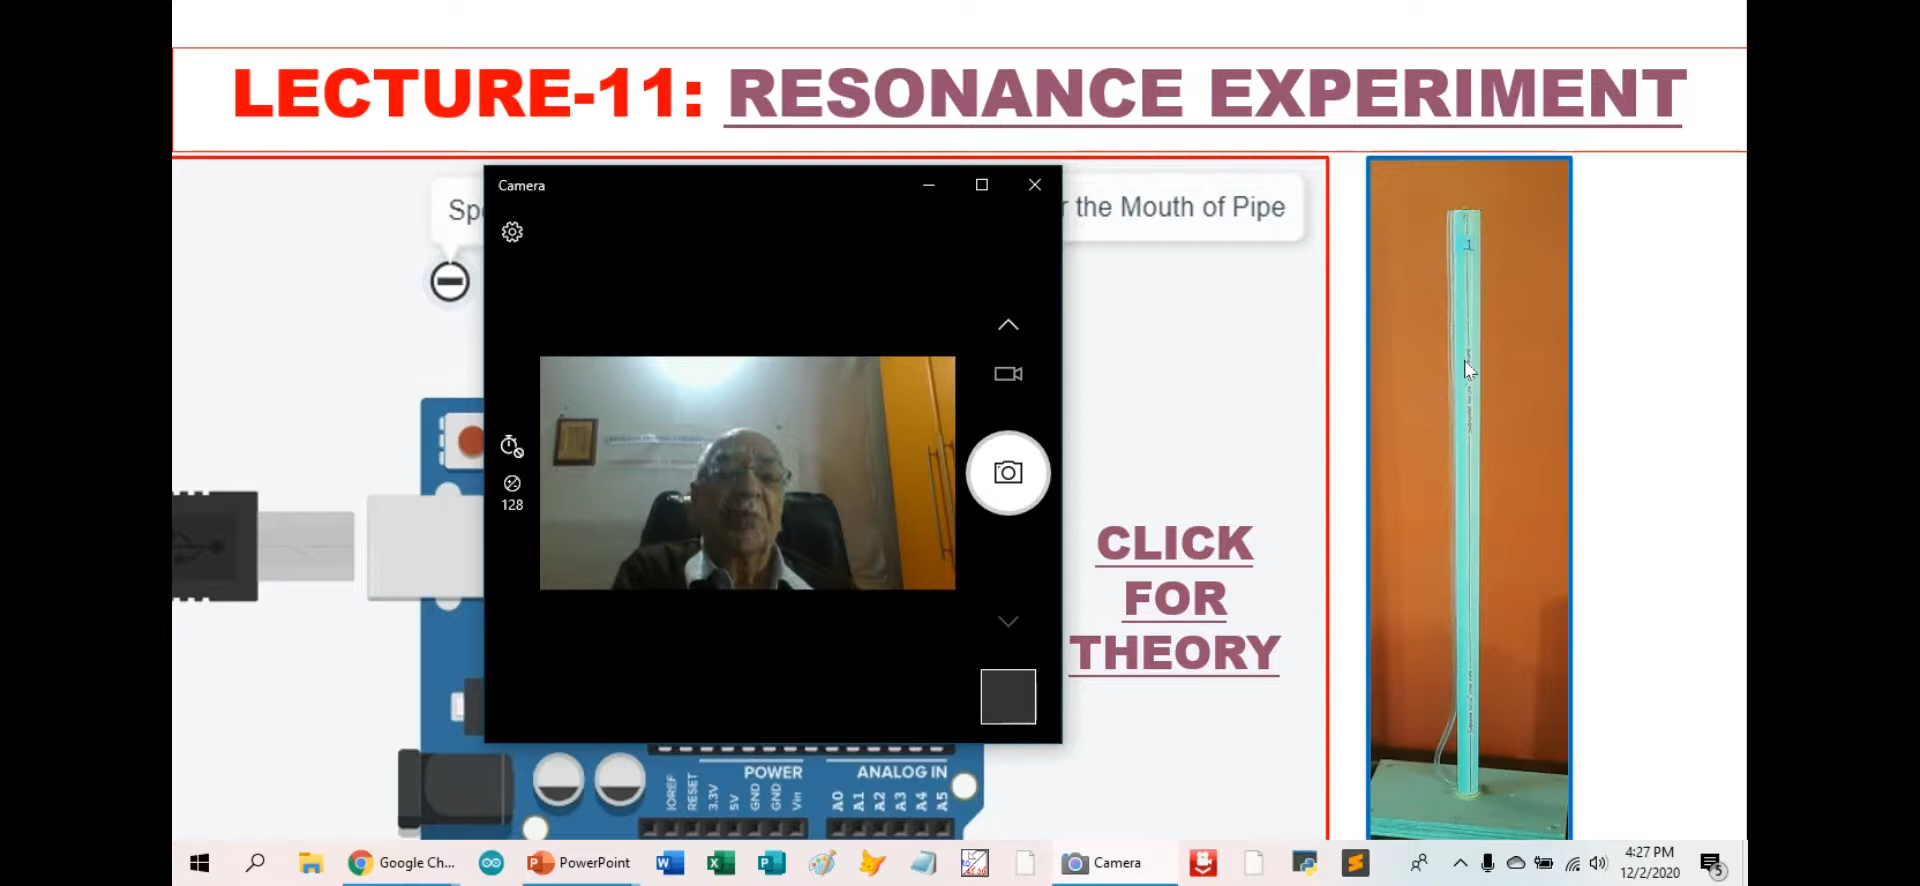 LECTURE-11: RESONANCE EXPERIMENT
Camera
r the Mouth of Pipe
1
128
CLICK
FOR
THEORY
POWER
ANALOG IN
IOREF
RESET
3.3V
5V
GND
GND
Vin
A0
A1
A2
A3
A4
A5
Google Ch...
PowerPoint
Camera
4:27 PM
12/2/2020
5